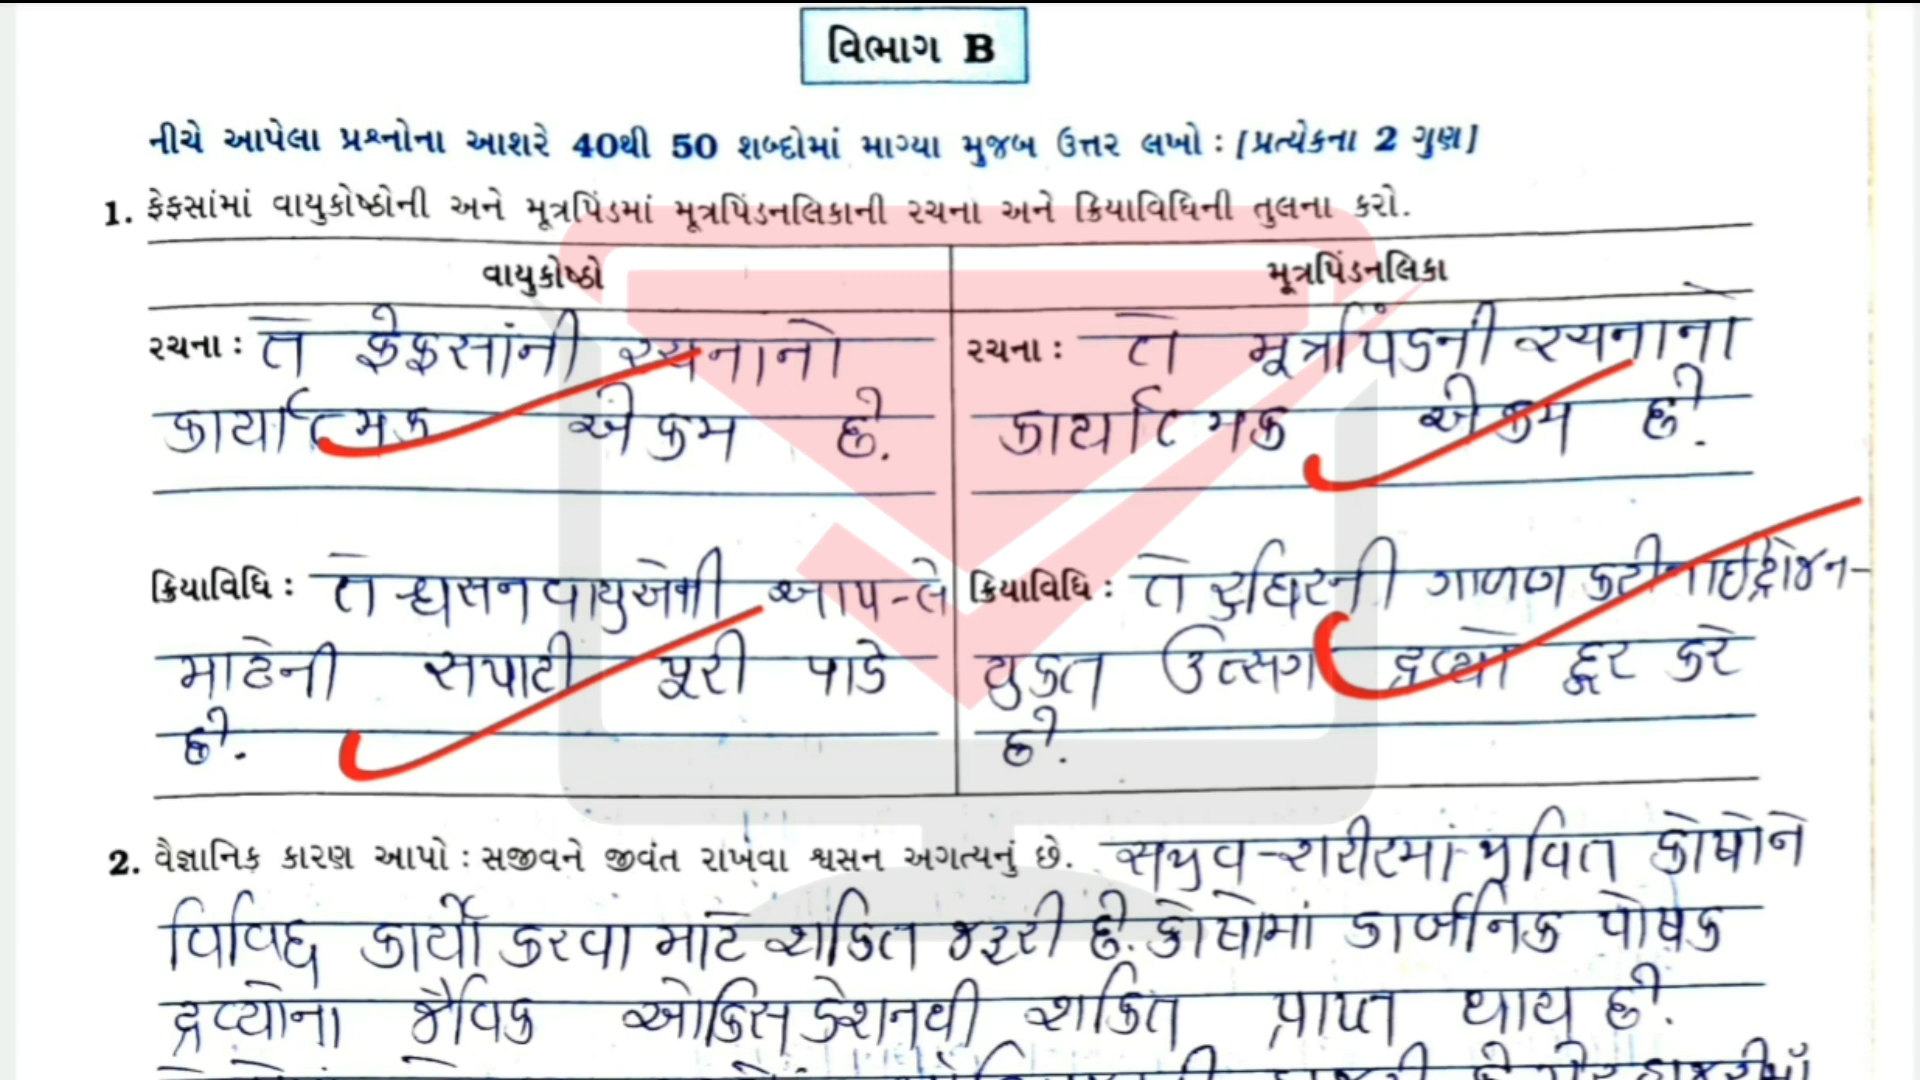 વિભાગ B
નીચે આપેલા પ્રશ્નોના આશરે 40થી 50 શબ્દોમાં માગ્યા મુજબ ઉત્તર લખો : [પ્રત્યેકના 2 ગુણ]
1. ફેફસાંમાં વાયુકોષ્ઠોની અને મૂત્રપિંડમાં મૂત્રપિંડનલિકાની રચના અને ક્રિયાવિધિની તુલના કરો.
વાયુકોષ્ઠો
રચના : તે ફેફસાંની રચનાનો
કાર્યાત્મક એકમ છે.
ક્રિયાવિધિ : તે શ્વસનવાયુઓની આપ-લે
માટેની સપાટી પૂરી પાડે
છે.
મૂત્રપિંડનલિકા
રચના : તે મૂત્રપિંડની રચનાનો
કાર્યાત્મક એકમ છે.
ક્રિયાવિધિ : તે રુધિરની ગાળણ કરી નાઈટ્રોજન-
યુક્ત ઉત્સર્ગ દ્રવ્યો દૂર કરે
છે.
2. વૈજ્ઞાનિક કારણ આપો : સજીવને જીવંત રાખવા શ્વસન અગત્યનું છે. સજીવ-શરીરમાં જીવિત કોષોને
વિવિધ કાર્યો કરવા માટે શક્તિ જરૂરી છે. કોષોમાં કાર્બનિક પોષક
દ્રવ્યોના જૈવિક ઓક્સિડેશનથી શક્તિ પ્રાપ્ત થાય છે.